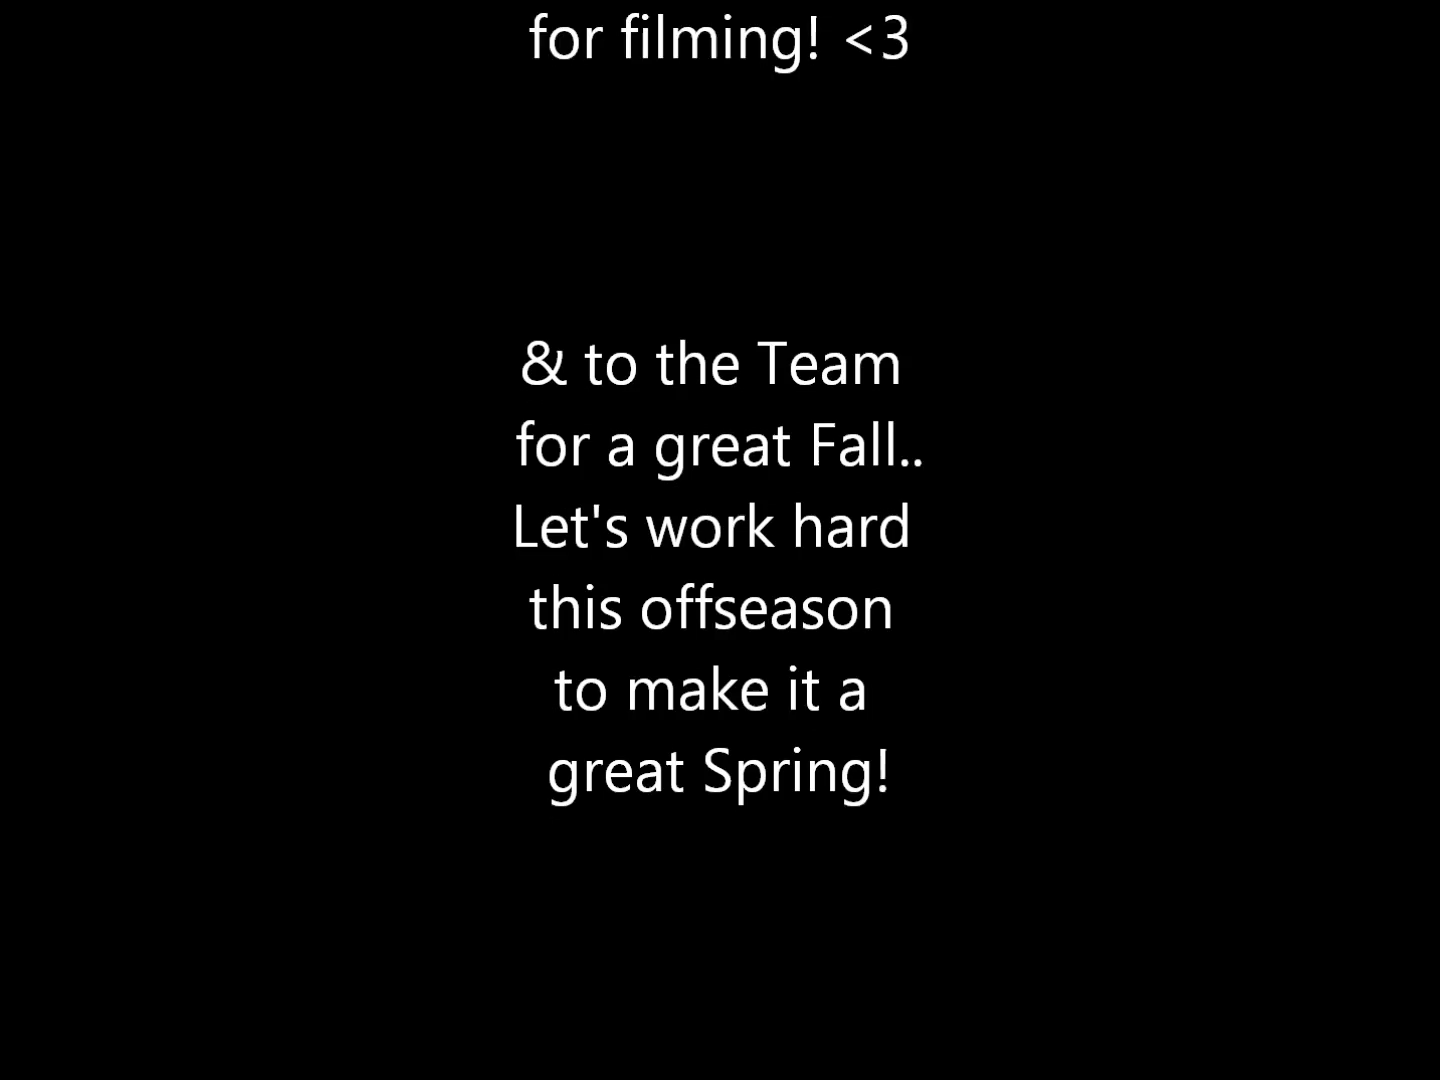 for filming! <3
& to the Team
for a great Fall..
Let's work hard
this offseason
to make it a
great Spring!